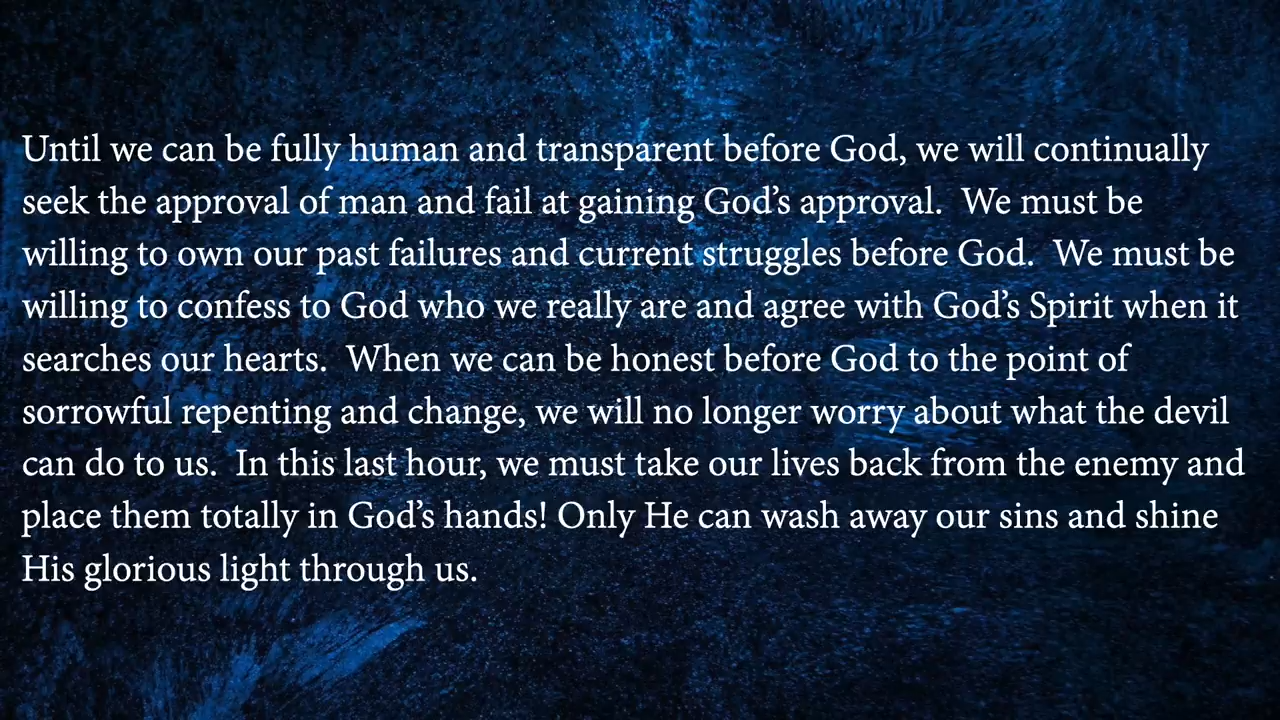 Until we can be fully human and transparent before God, we will continually
seek the approval of man and fail at gaining God’s approval.  We must be
willing to own our past failures and current struggles before God.  We must be
willing to confess to God who we really are and agree with God’s Spirit when it
searches our hearts.  When we can be honest before God to the point of
sorrowful repenting and change, we will no longer worry about what the devil
can do to us.  In this last hour, we must take our lives back from the enemy and
place them totally in God’s hands! Only He can wash away our sins and shine
His glorious light through us.